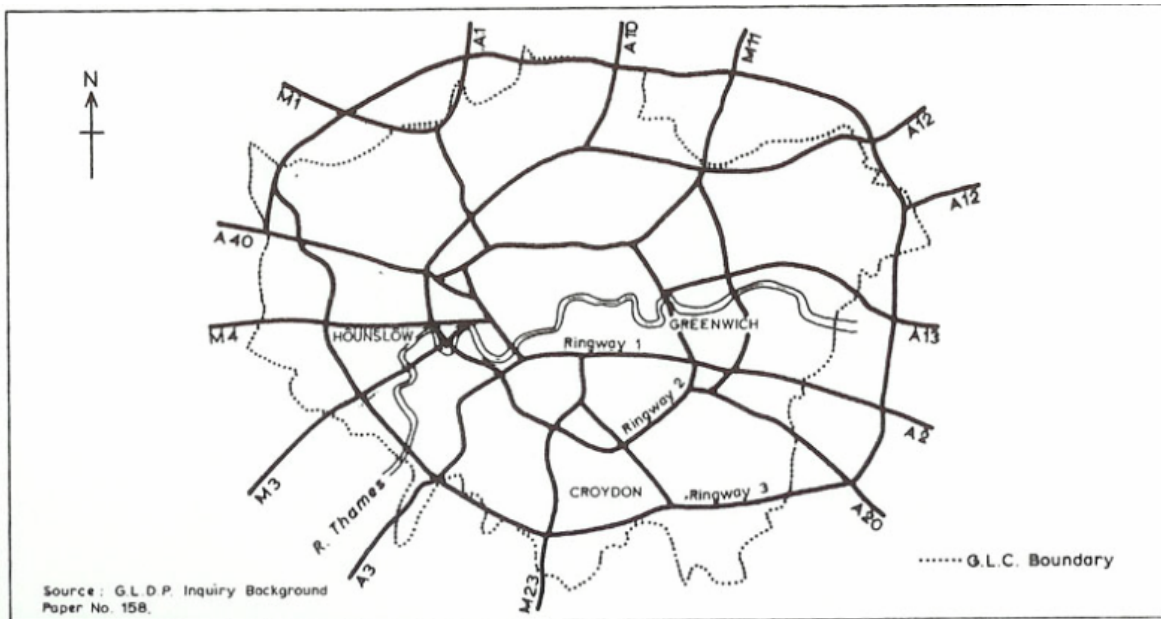 A1
A10
M11
N
M1
A12
A12
A40
M4
HOUNSLOW
GREENWICH
A13
Ringway 1
Ringway 2
A2
M3
CROYDON
Ringway 3
A20
R. Thames
A3
M23
G.L.C. Boundary
Source: G.L.D.P. Inquiry Background
Paper No. 158.